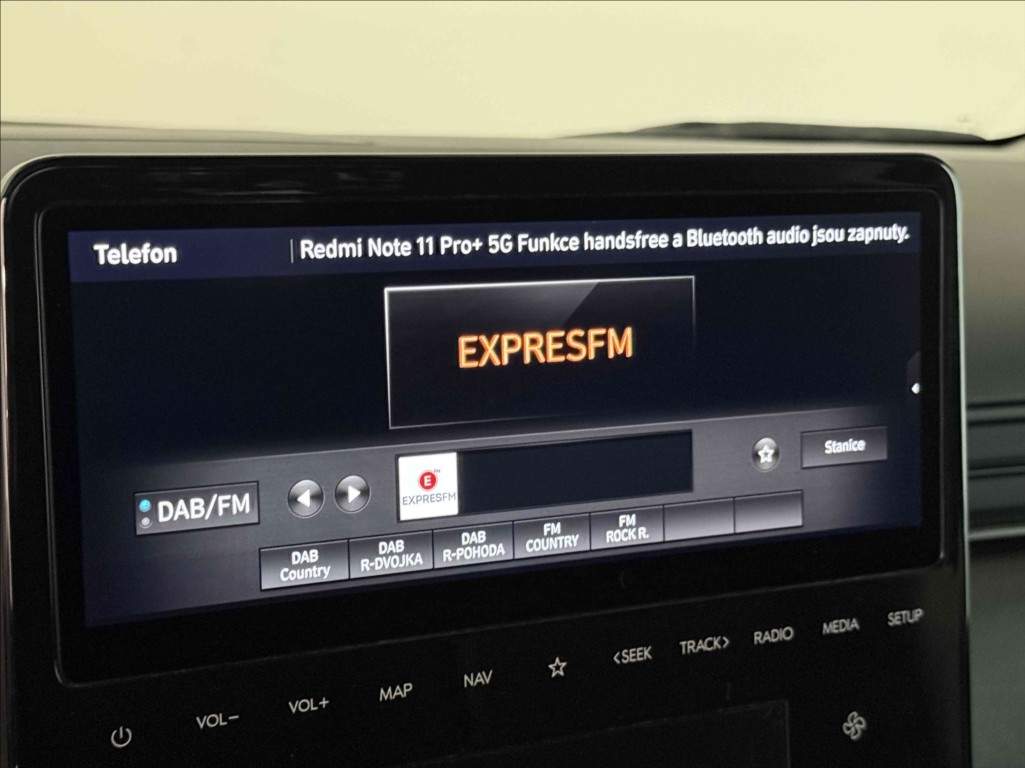 Telefon
Redmi Note 11 Pro+ 5G Funkce handsfree a Bluetooth audio jsou zapnuty.
EXPRESFM
Stanice
E FM
EXPRESFM
DAB/FM
DAB
Country
DAB
R-DVOJKA
DAB
R-POHODA
FM
COUNTRY
FM
ROCK R.
VOL−
VOL+
MAP
NAV
<SEEK
TRACK>
RADIO
MEDIA
SETUP